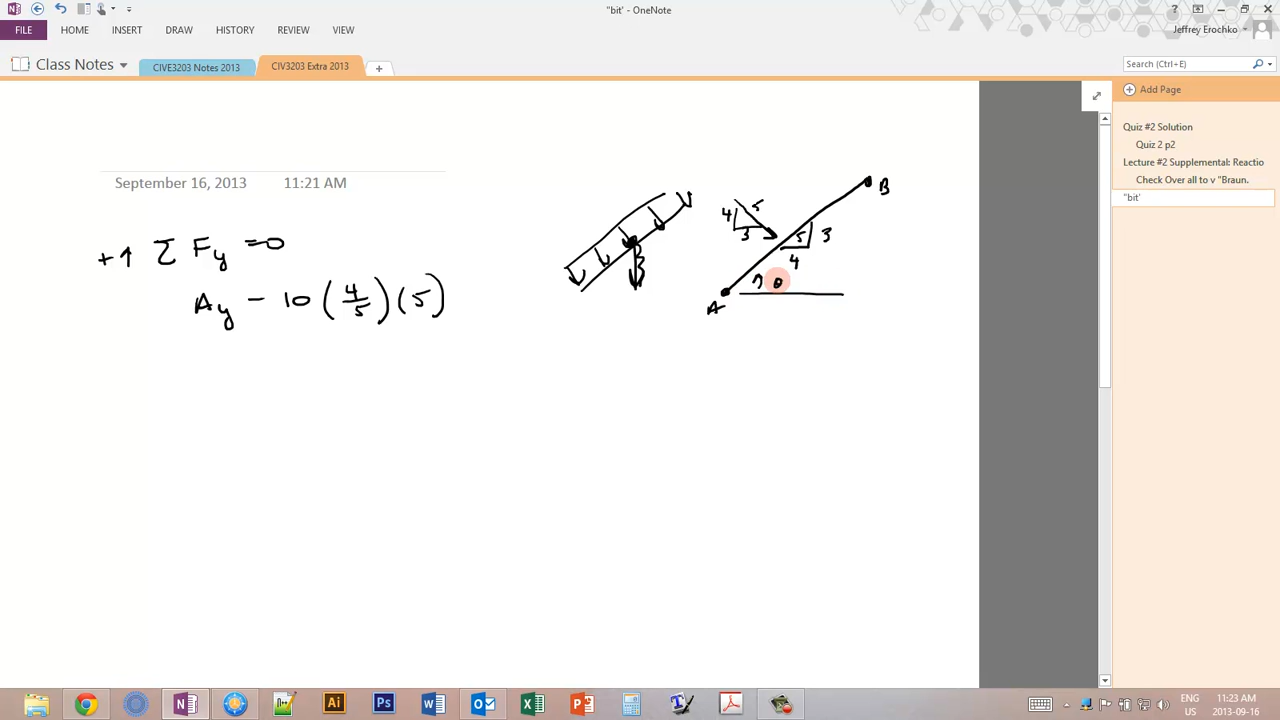 "bit' - OneNote
FILE HOME INSERT DRAW HISTORY REVIEW VIEW
Jeffrey Erochko
Class Notes
CIVE3203 Notes 2013
CIV3203 Extra 2013
Search (Ctrl+E)
Add Page
Quiz #2 Solution
Quiz 2 p2
Lecture #2 Supplemental: Reactio
Check Over all to v "Braun.
"bit'
September 16, 2013 11:21 AM
+↑ Σ Fy =0
Ay - 10 (4/5) (5)
B
4 5
3
5 3
4
θ
A
ENG
US
11:23 AM
2013-09-16